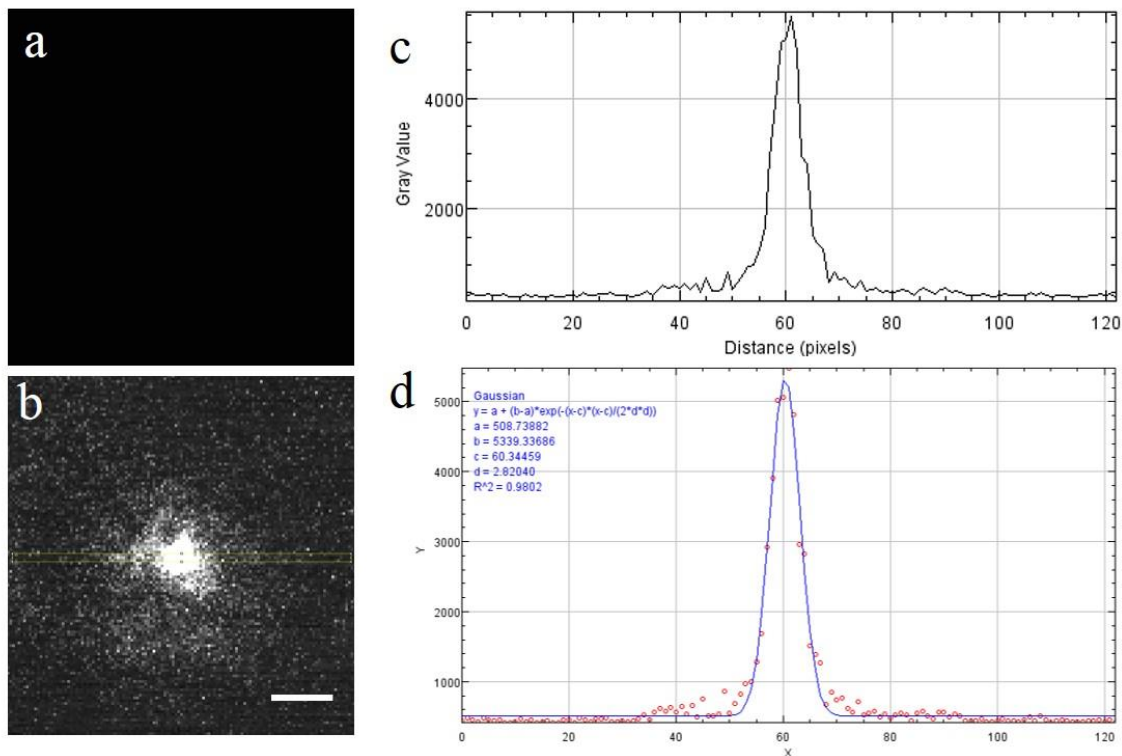 a
b
c
4000
2000
Gray Value
0 20 40 60 80 100 120
Distance (pixels)
d
Gaussian
y = a + (b-a)*exp(-(x-c)*(x-c)/(2*d*d))
a = 508.73882
b = 5339.33686
c = 60.34459
d = 2.82040
R^2 = 0.9802
5000
4000
3000
2000
1000
Y
0 20 40 60 80 100 120
X